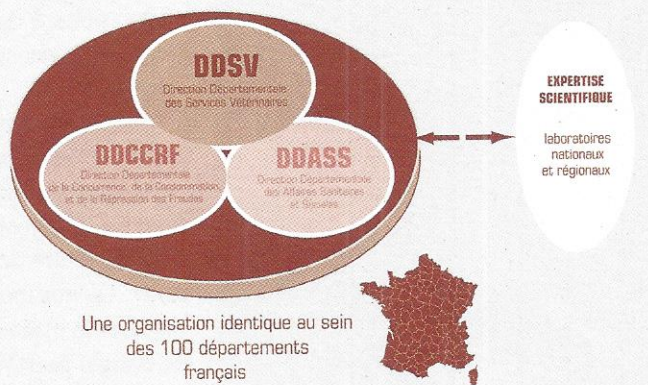 DDSV
Direction Départementale
des Services Vétérinaires
DDCCRF
Direction Départementale
de la Concurrence, de la Consommation
et de la Répression des Fraudes
DDASS
Direction Départementale
des Affaires Sanitaires
et Sociales
EXPERTISE
SCIENTIFIQUE
laboratoires
nationaux
et régionaux
Une organisation identique au sein
des 100 départements
français